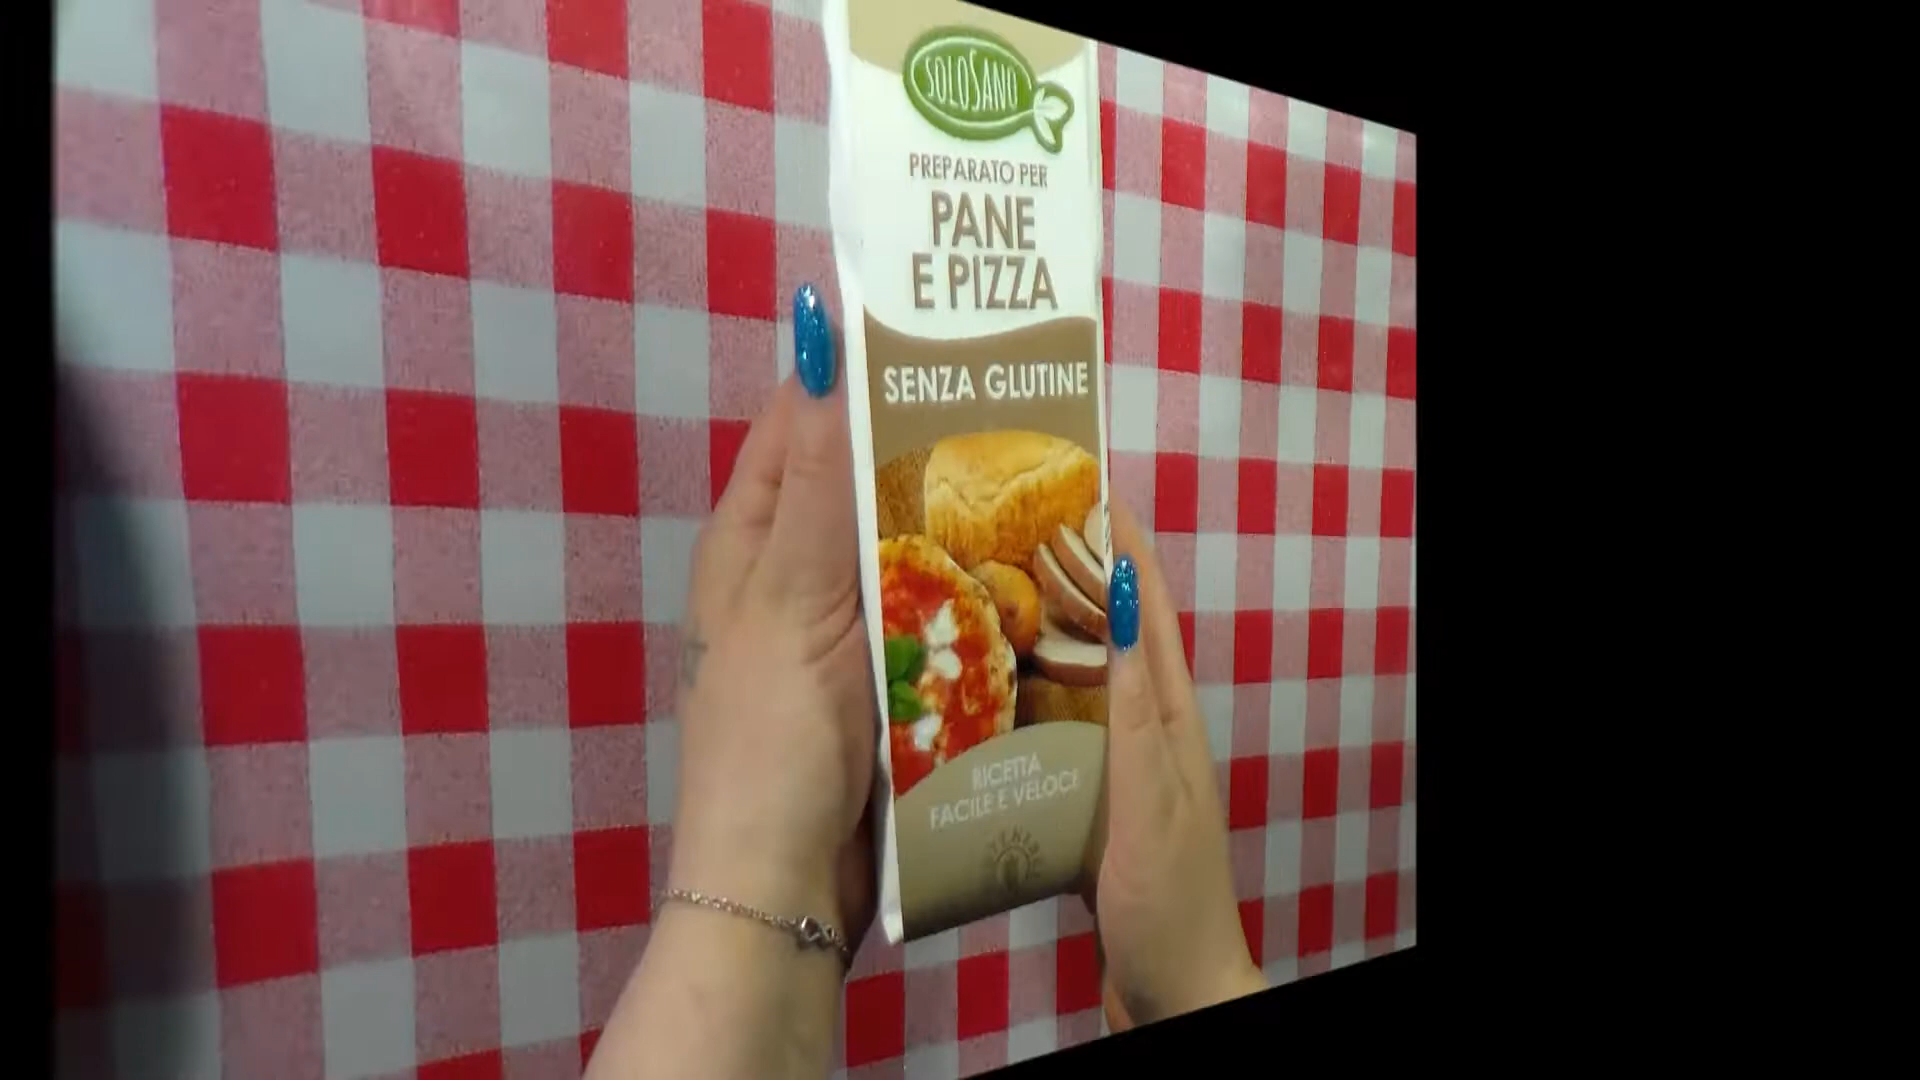 SOLOSANO
PREPARATO PER
PANE
E PIZZA
SENZA GLUTINE
RICETTA
FACILE E VELOCE